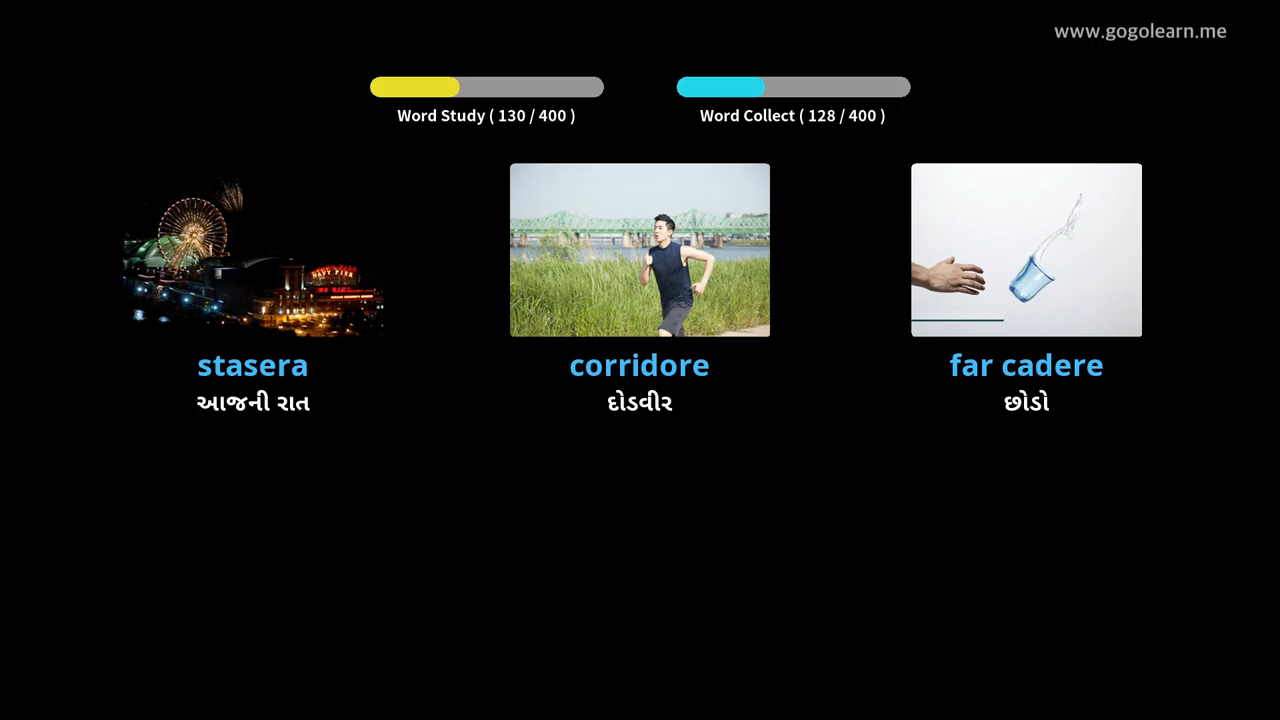 www.gogolearn.me
Word Study ( 130 / 400 )
Word Collect ( 128 / 400 )
stasera
corridore
far cadere
આજની રાત
દોડવીર
છોડો